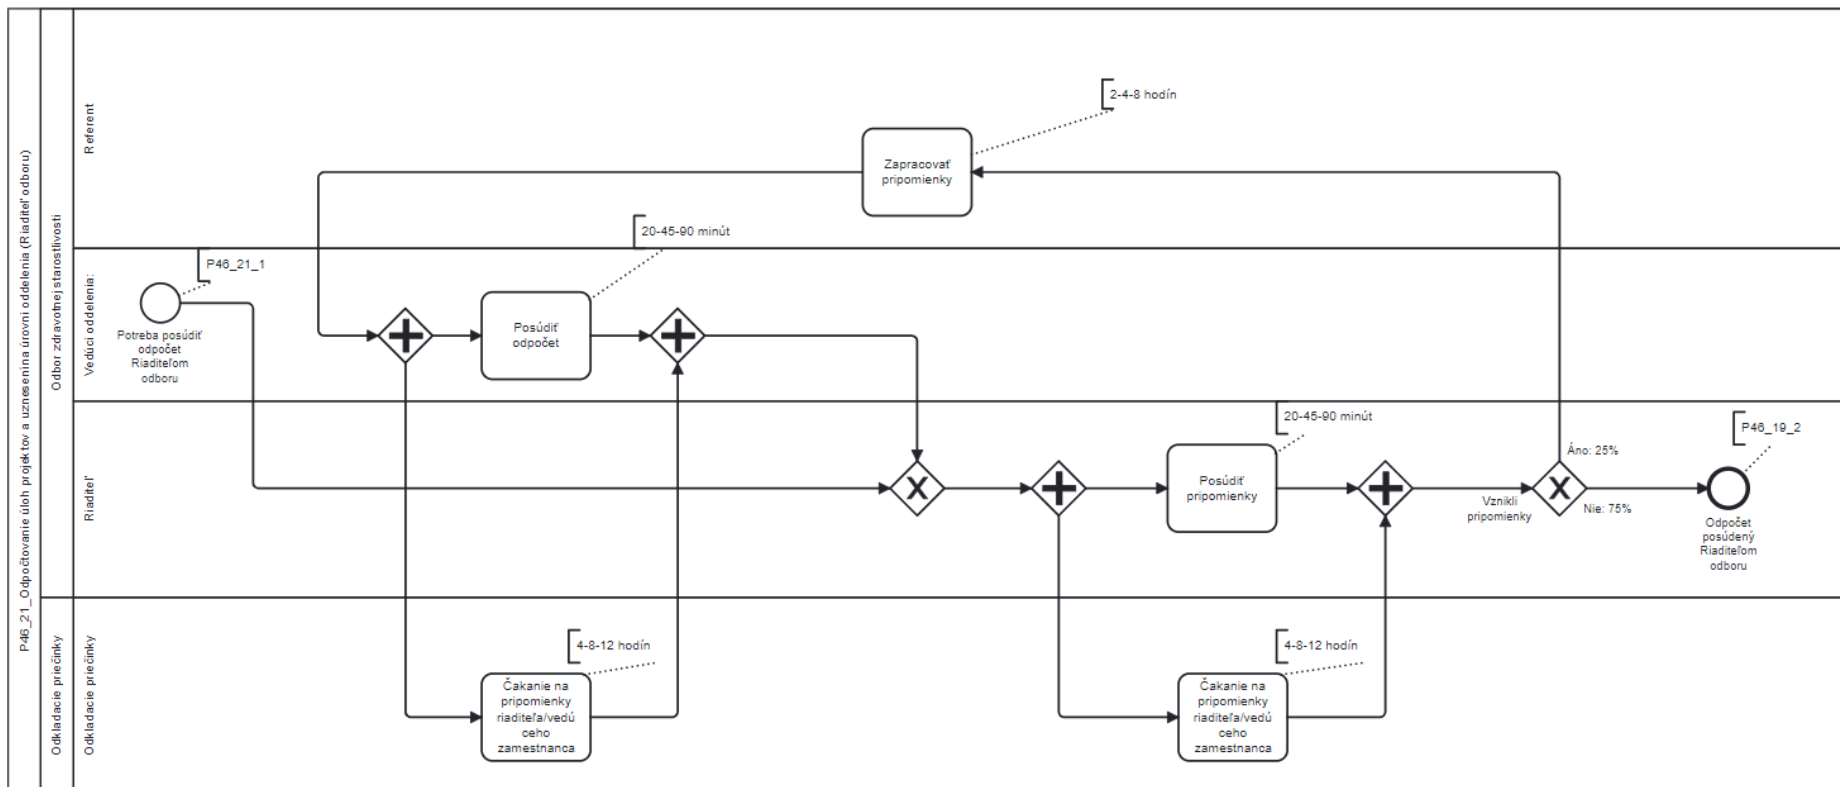 P46_21_Odpočtovanie úloh projektov a uznesenina úrovni oddelenia (Riaditeľ odboru)
Odbor zdravotnej starostlivosti
Referent
2-4-8 hodín
Zapracovať
pripomienky
20-45-90 minút
Vedúci oddelenia:
P46_21_1
Potreba posúdiť
odpočet
Riaditeľom
odboru
Posúdiť
odpočet
Riaditeľ
20-45-90 minút
Posúdiť
pripomienky
Vznikli
pripomienky
Áno: 25%
Nie: 75%
P46_19_2
Odpočet
posúdený
Riaditeľom
odboru
Odkladacie priečinky
Odkladacie priečinky
4-8-12 hodín
Čakanie na
pripomienky
riaditeľa/vedú
ceho
zamestnanca
4-8-12 hodín
Čakanie na
pripomienky
riaditeľa/vedú
ceho
zamestnanca